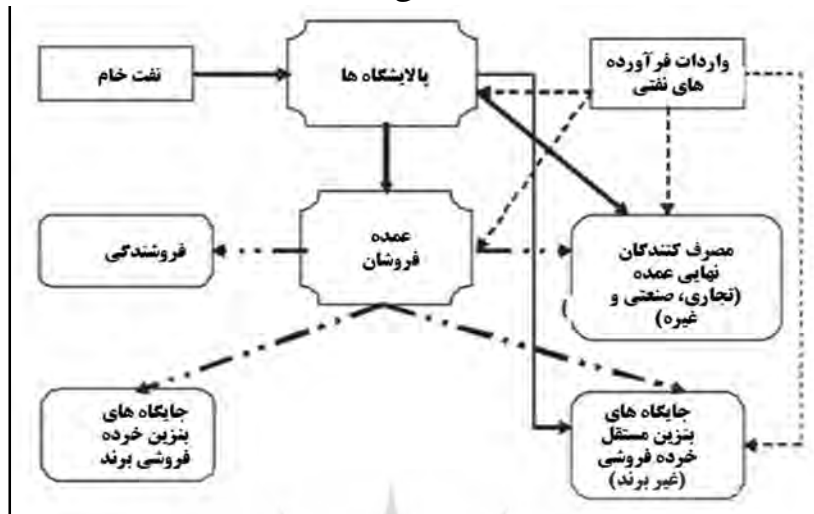 نفت خام
پالایشگاه ها
واردات فرآورده
های نفتی
فروشندگی
عمده
فروشان
مصرف کنندگان
نهایی عمده
(تجاری، صنعتی و
غیره)
جایگاه های
بنزین خرده
فروشی برند
جایگاه های
بنزین مستقل
خرده فروشی
(غیر برند)